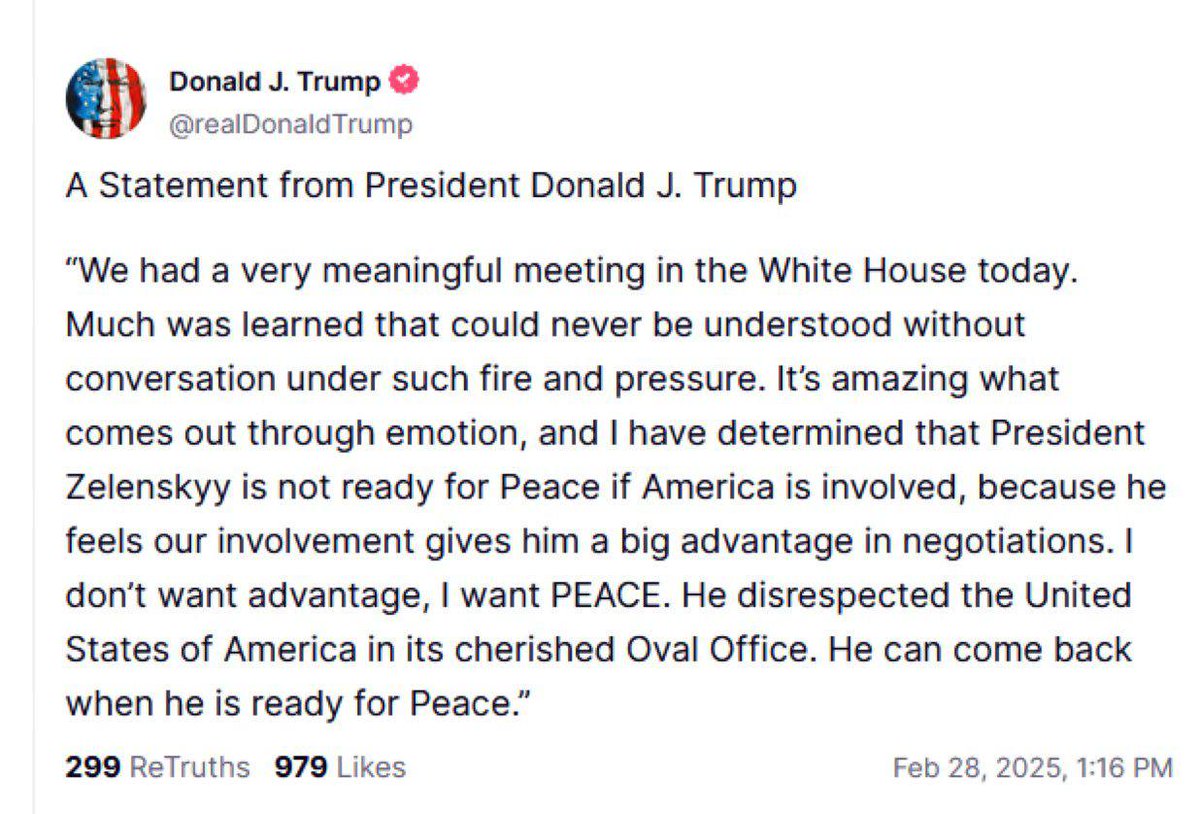 Donald J. Trump
@realDonaldTrump
A Statement from President Donald J. Trump
“We had a very meaningful meeting in the White House today.
Much was learned that could never be understood without
conversation under such fire and pressure. It’s amazing what
comes out through emotion, and I have determined that President
Zelenskyy is not ready for Peace if America is involved, because he
feels our involvement gives him a big advantage in negotiations. I
don’t want advantage, I want PEACE. He disrespected the United
States of America in its cherished Oval Office. He can come back
when he is ready for Peace.”
299 ReTruths 979 Likes Feb 28, 2025, 1:16 PM